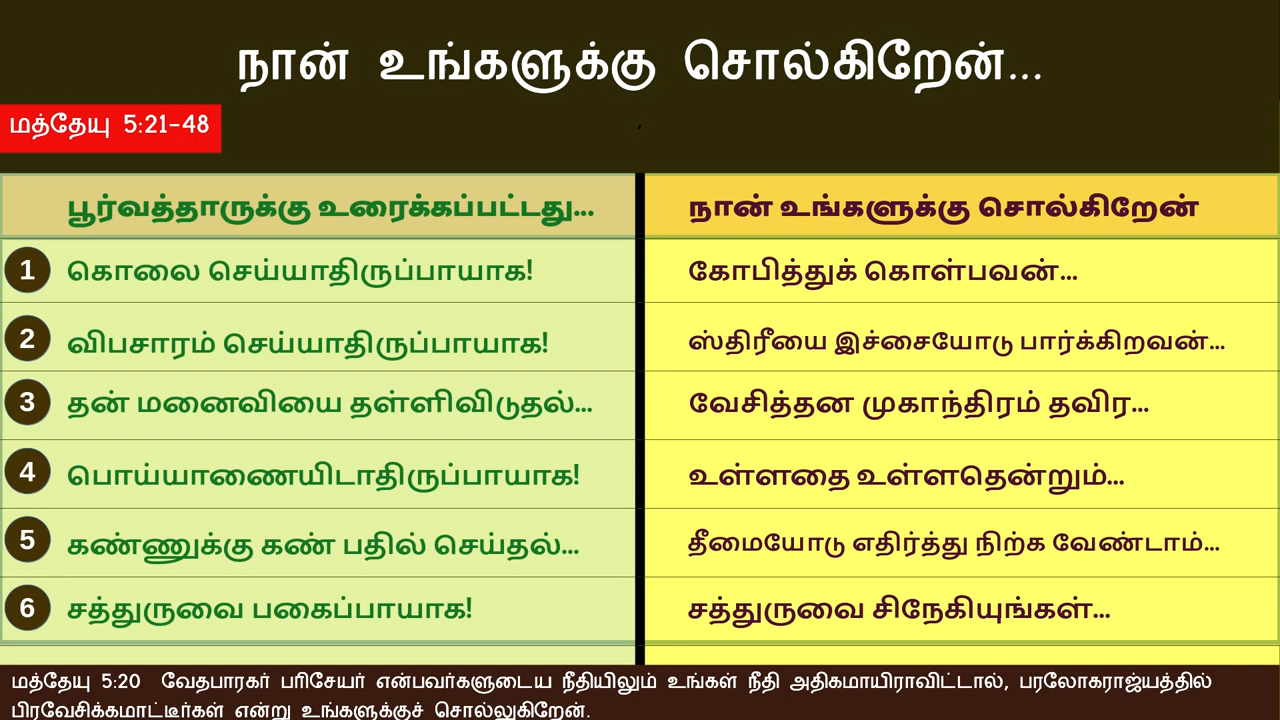 நான் உங்களுக்கு சொல்கிறேன்...
மத்தேயு 5:21-48
பூர்வத்தாருக்கு உரைக்கப்பட்டது... நான் உங்களுக்கு சொல்கிறேன்
1 கொலை செய்யாதிருப்பாயாக! கோபித்துக் கொள்பவன்...
2 விபசாரம் செய்யாதிருப்பாயாக! ஸ்திரீயை இச்சையோடு பார்க்கிறவன்...
3 தன் மனைவியை தள்ளிவிடுதல்... வேசித்தன முகாந்திரம் தவிர...
4 பொய்யாணையிடாதிருப்பாயாக! உள்ளதை உள்ளதென்றும்...
5 கண்ணுக்கு கண் பதில் செய்தல்... தீமையோடு எதிர்த்து நிற்க வேண்டாம்...
6 சத்துருவை பகைப்பாயாக! சத்துருவை சிநேகியுங்கள்...
மத்தேயு 5:20 வேதபாரகர் பரிசேயர் என்பவர்களுடைய நீதியிலும் உங்கள் நீதி அதிகமாயிராவிட்டால், பரலோகராஜ்யத்தில்
பிரவேசிக்கமாட்டீர்கள் என்று உங்களுக்குச் சொல்லுகிறேன்.